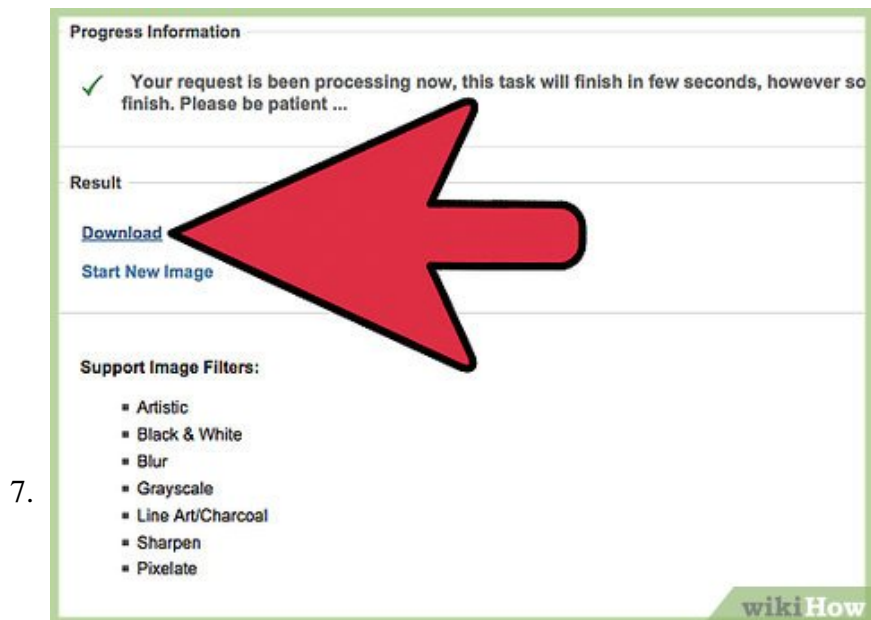 Progress Information
✓ Your request is been processing now, this task will finish in few seconds, however so
finish. Please be patient ...
Result
Download
Start New Image
Support Image Filters:
▪ Artistic
▪ Black & White
▪ Blur
7.
▪ Grayscale
▪ Line Art/Charcoal
▪ Sharpen
▪ Pixelate
wikiHow